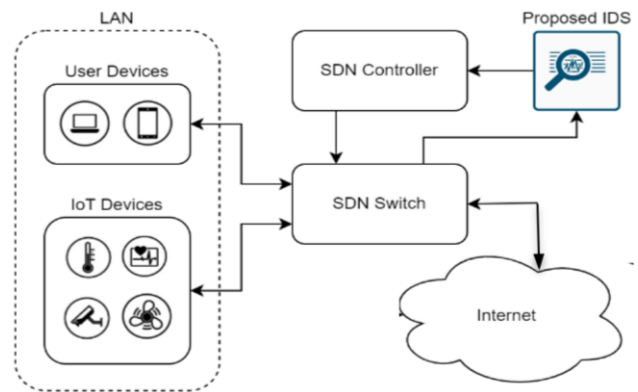 LAN
Proposed IDS
User Devices
SDN Controller
IoT Devices
SDN Switch
Internet